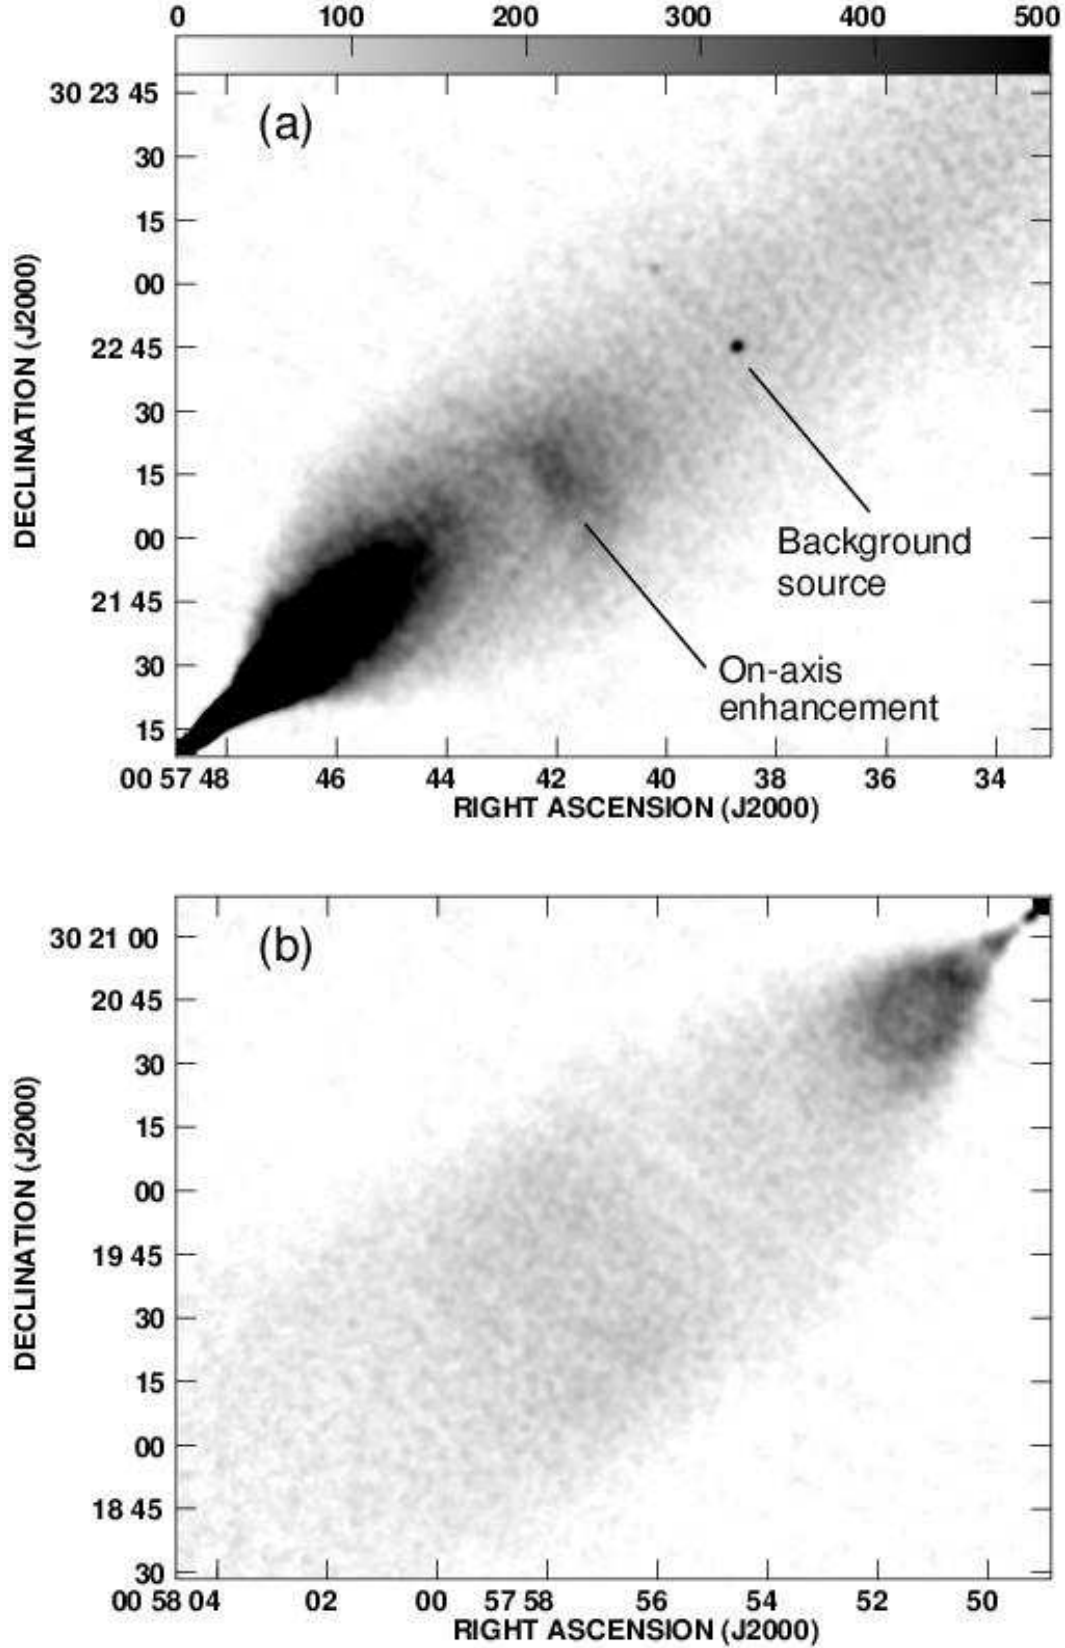 0 100 200 300 400 500
(a)
30 23 45
30
15
00
22 45
30
15
00
21 45
30
15
DECLINATION (J2000)
Background
source
On-axis
enhancement
00 57 48 46 44 42 40 38 36 34
RIGHT ASCENSION (J2000)
(b)
30 21 00
20 45
30
15
00
19 45
30
15
00
18 45
30
DECLINATION (J2000)
00 58 04 02 00 57 58 56 54 52 50
RIGHT ASCENSION (J2000)